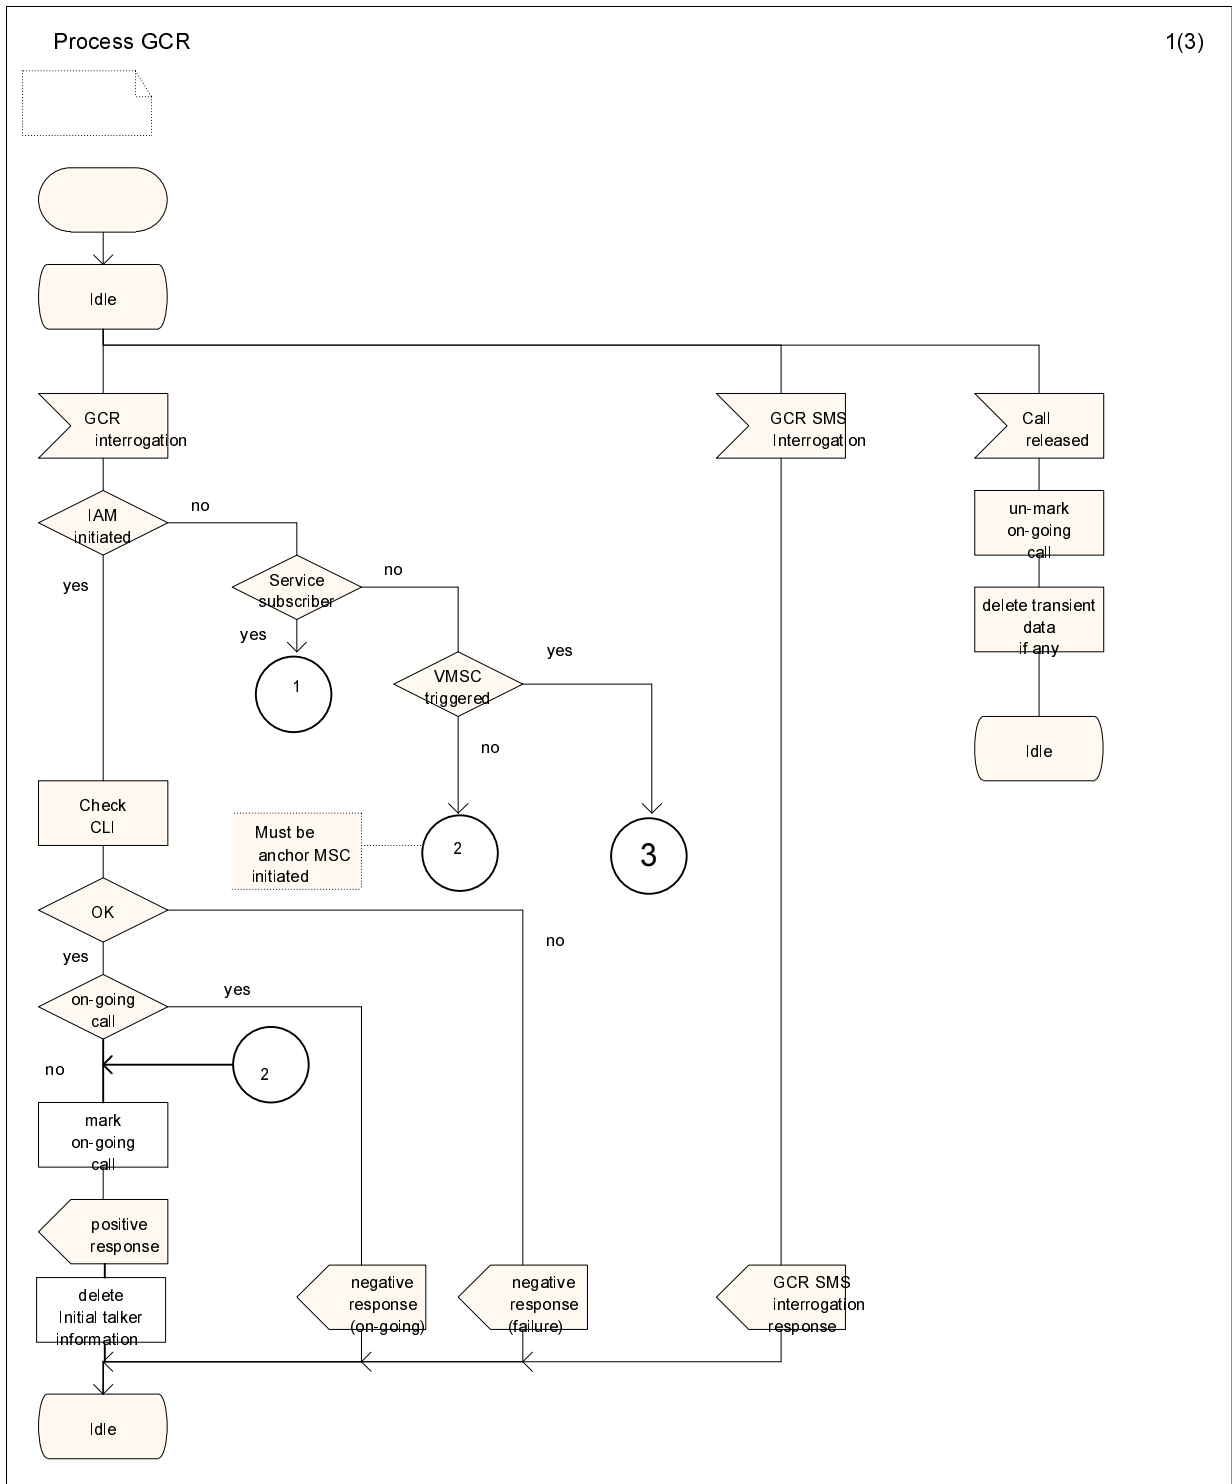 Process GCR
1(3)
Idle
GCR
interrogation
GCR SMS
Interrogation
Call
released
IAM
initiated
no
yes
un-mark
on-going
call
Service
subscriber
no
yes
delete transient
data
if any
1
VMSC
triggered
yes
no
Idle
Check
CLI
Must be
anchor MSC
initiated
2
3
OK
no
yes
on-going
call
yes
no
2
mark
on-going
call
positive
response
delete
Initial talker
information
negative
response
(on-going)
negative
response
(failure)
GCR SMS
interrogation
response
Idle